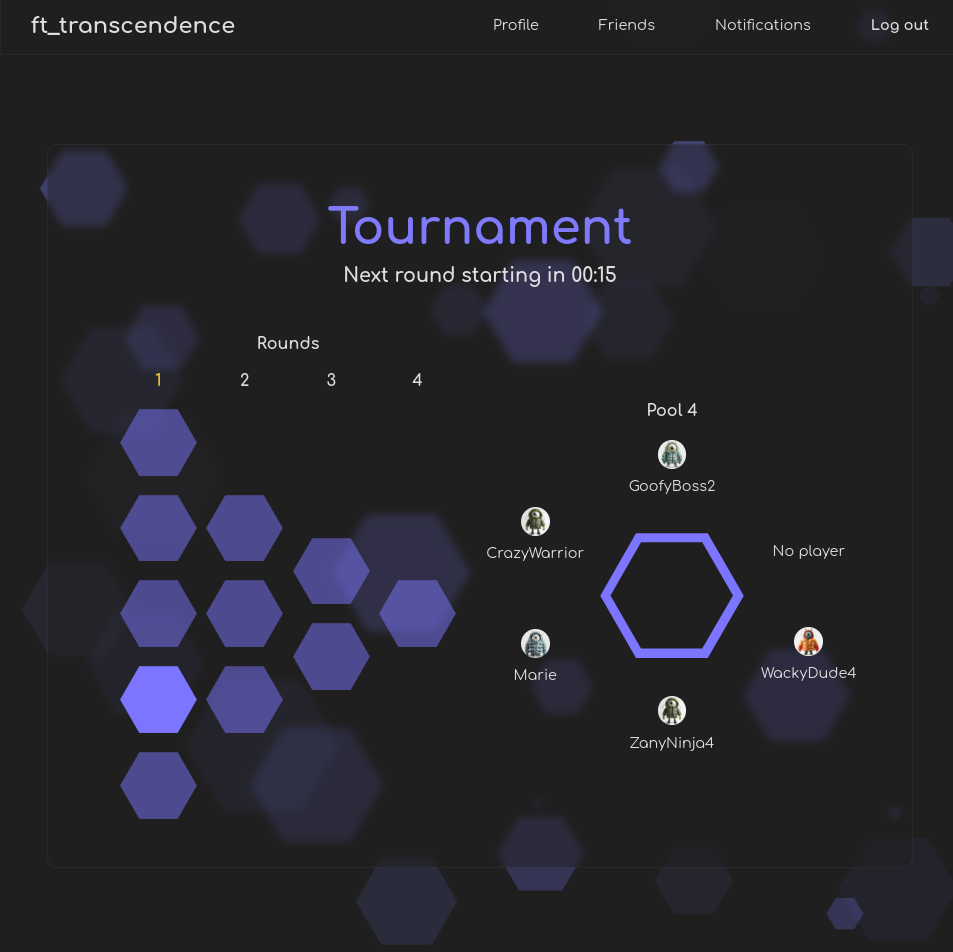 ft_transcendence
Profile
Friends
Notifications
Log out
Tournament
Next round starting in 00:15
Rounds
1
2
3
4
Pool 4
GoofyBoss2
CrazyWarrior
No player
Marie
WackyDude4
ZanyNinja4